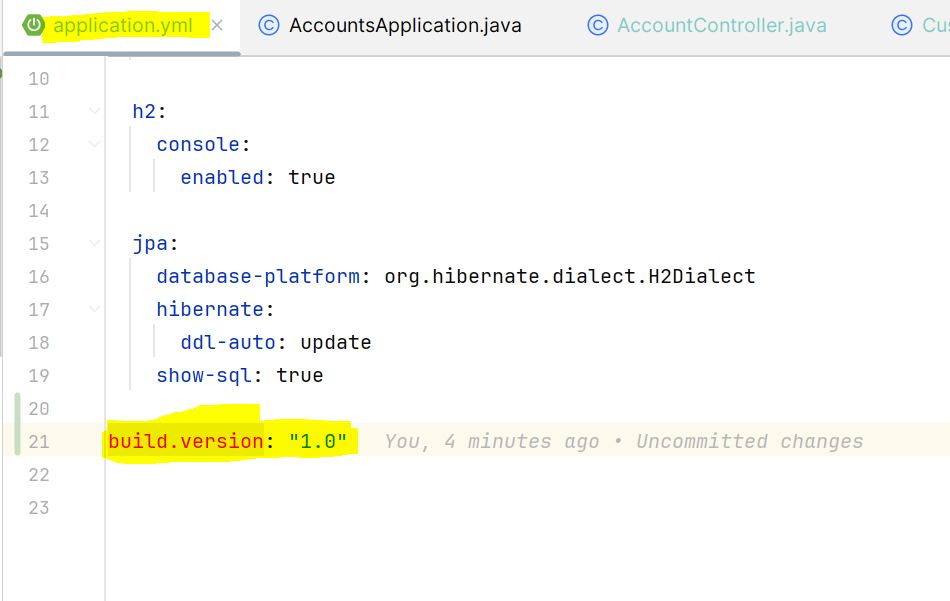 application.yml AccountsApplication.java AccountController.java Cus
10
11 h2:
12 console:
13 enabled: true
14
15 jpa:
16 database-platform: org.hibernate.dialect.H2Dialect
17 hibernate:
18 ddl-auto: update
19 show-sql: true
20
21 build.version: "1.0" You, 4 minutes ago • Uncommitted changes
22
23